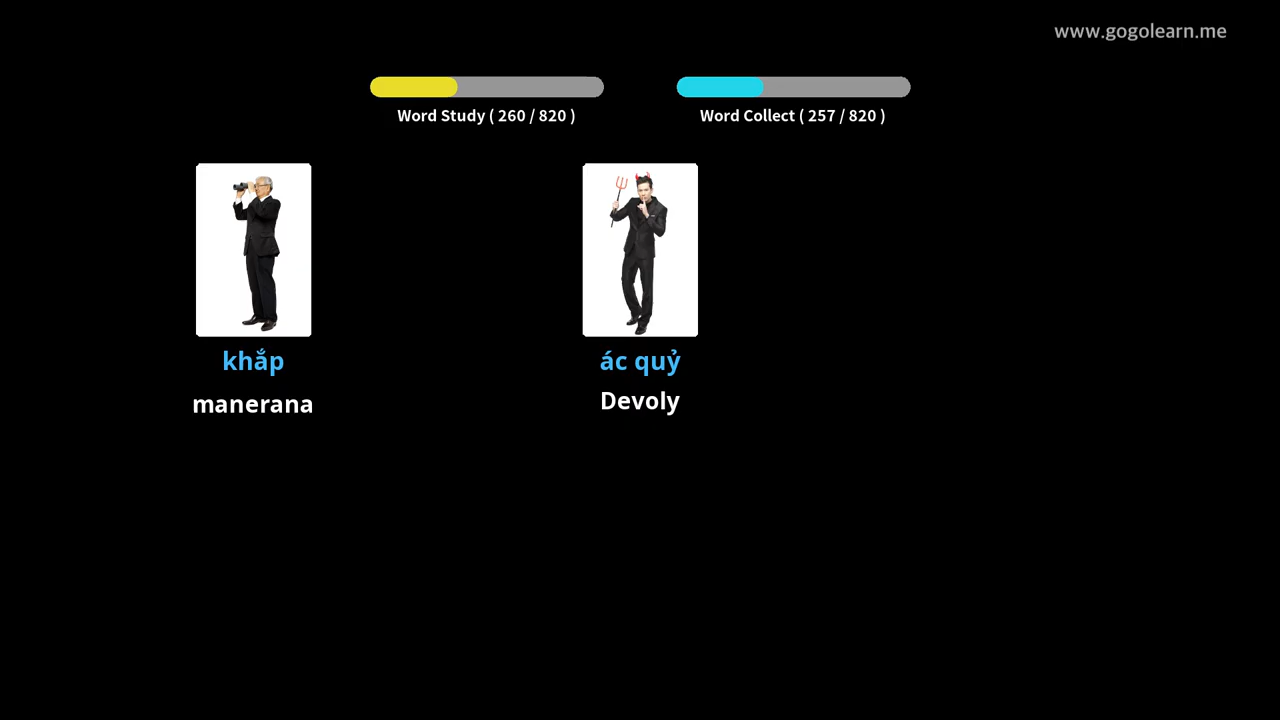 www.gogolearn.me
Word Study ( 260 / 820 )
Word Collect ( 257 / 820 )
khắp
ác quỷ
manerana
Devoly